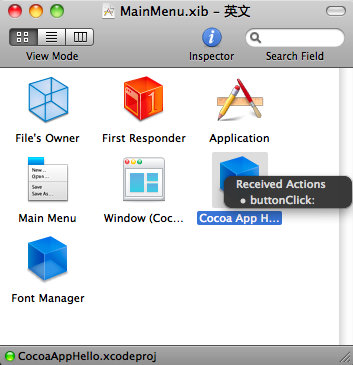 MainMenu.xib – 英文
View Mode
Inspector
Search Field
File's Owner
First Responder
Application
New...
Open...
Save
Save As...
Main Menu
Window (Coc...
Received Actions
• buttonClick:
Cocoa App H...
Font Manager
CocoaAppHello.xcodeproj